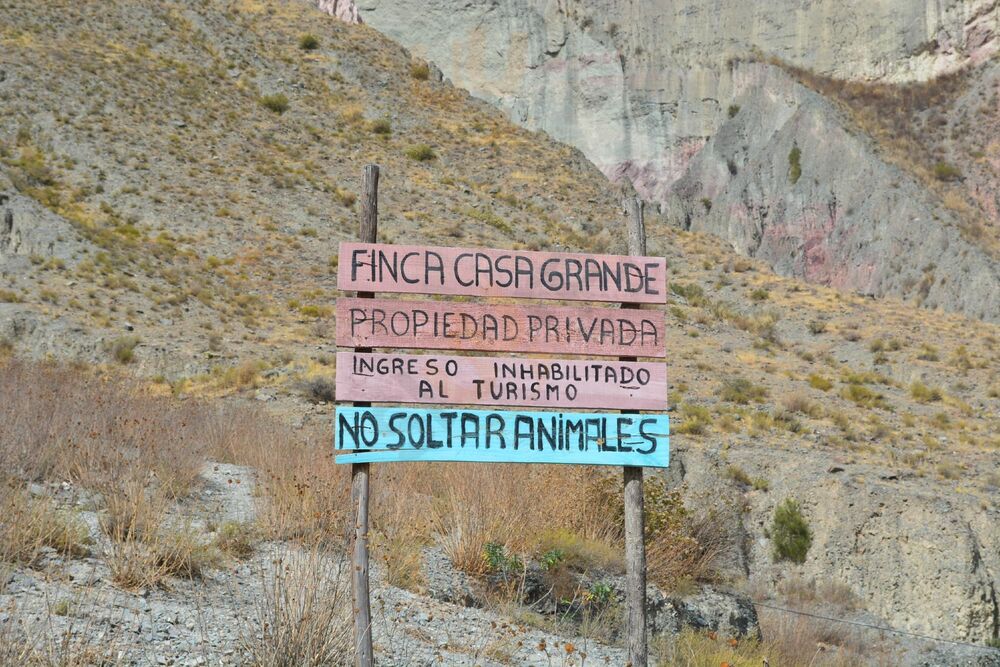 FINCA CASA GRANDE
PROPIEDAD PRIVADA
INGRESO INHABILITADO
AL TURISMO
NO SOLTAR ANIMALES